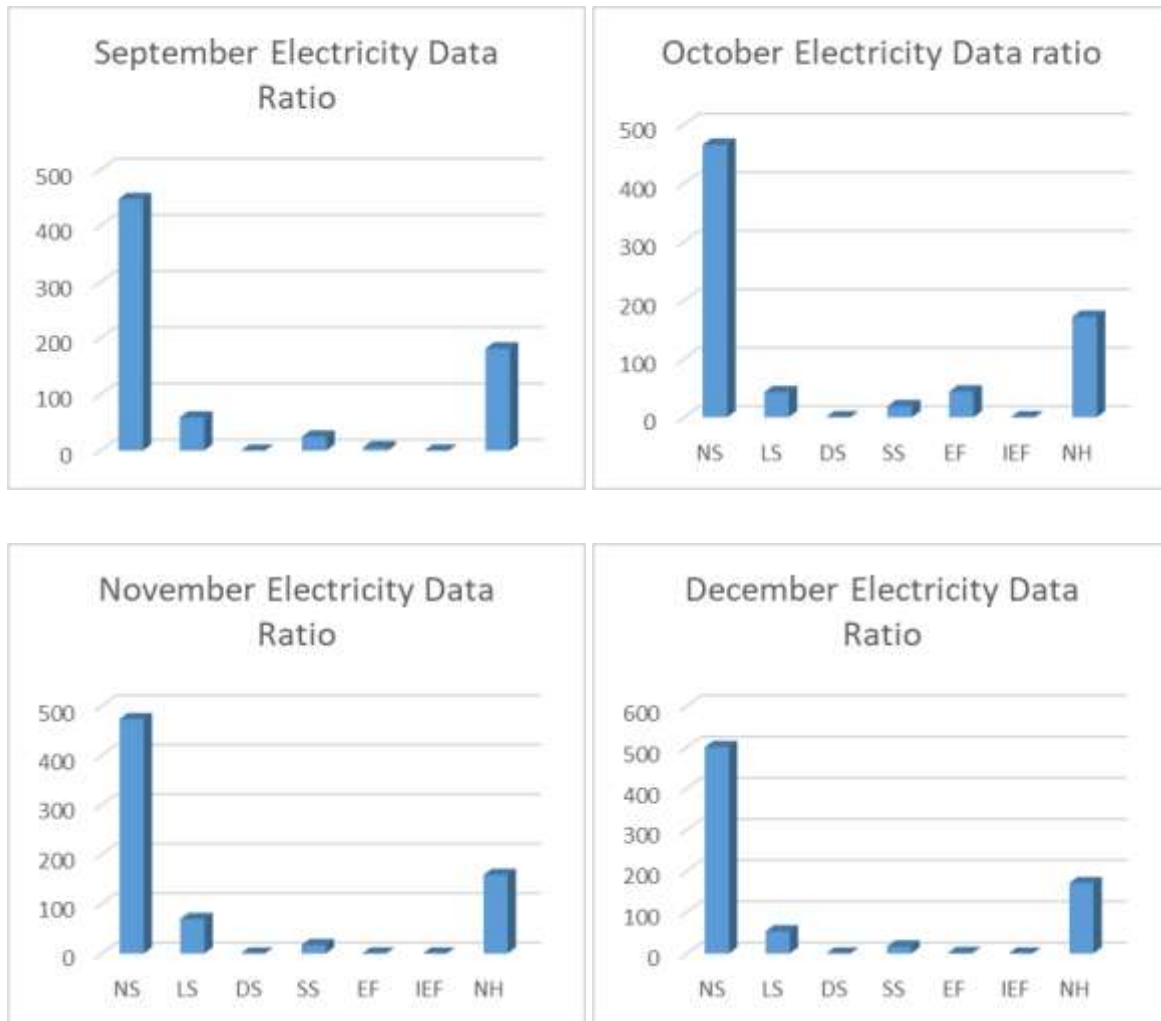 September Electricity Data
Ratio
500
400
300
200
100
0
October Electricity Data ratio
500
400
300
200
100
0
NS LS DS SS EF IEF NH
November Electricity Data
Ratio
500
400
300
200
100
0
NS LS DS SS EF IEF NH
December Electricity Data
Ratio
600
500
400
300
200
100
0
NS LS DS SS EF IEF NH